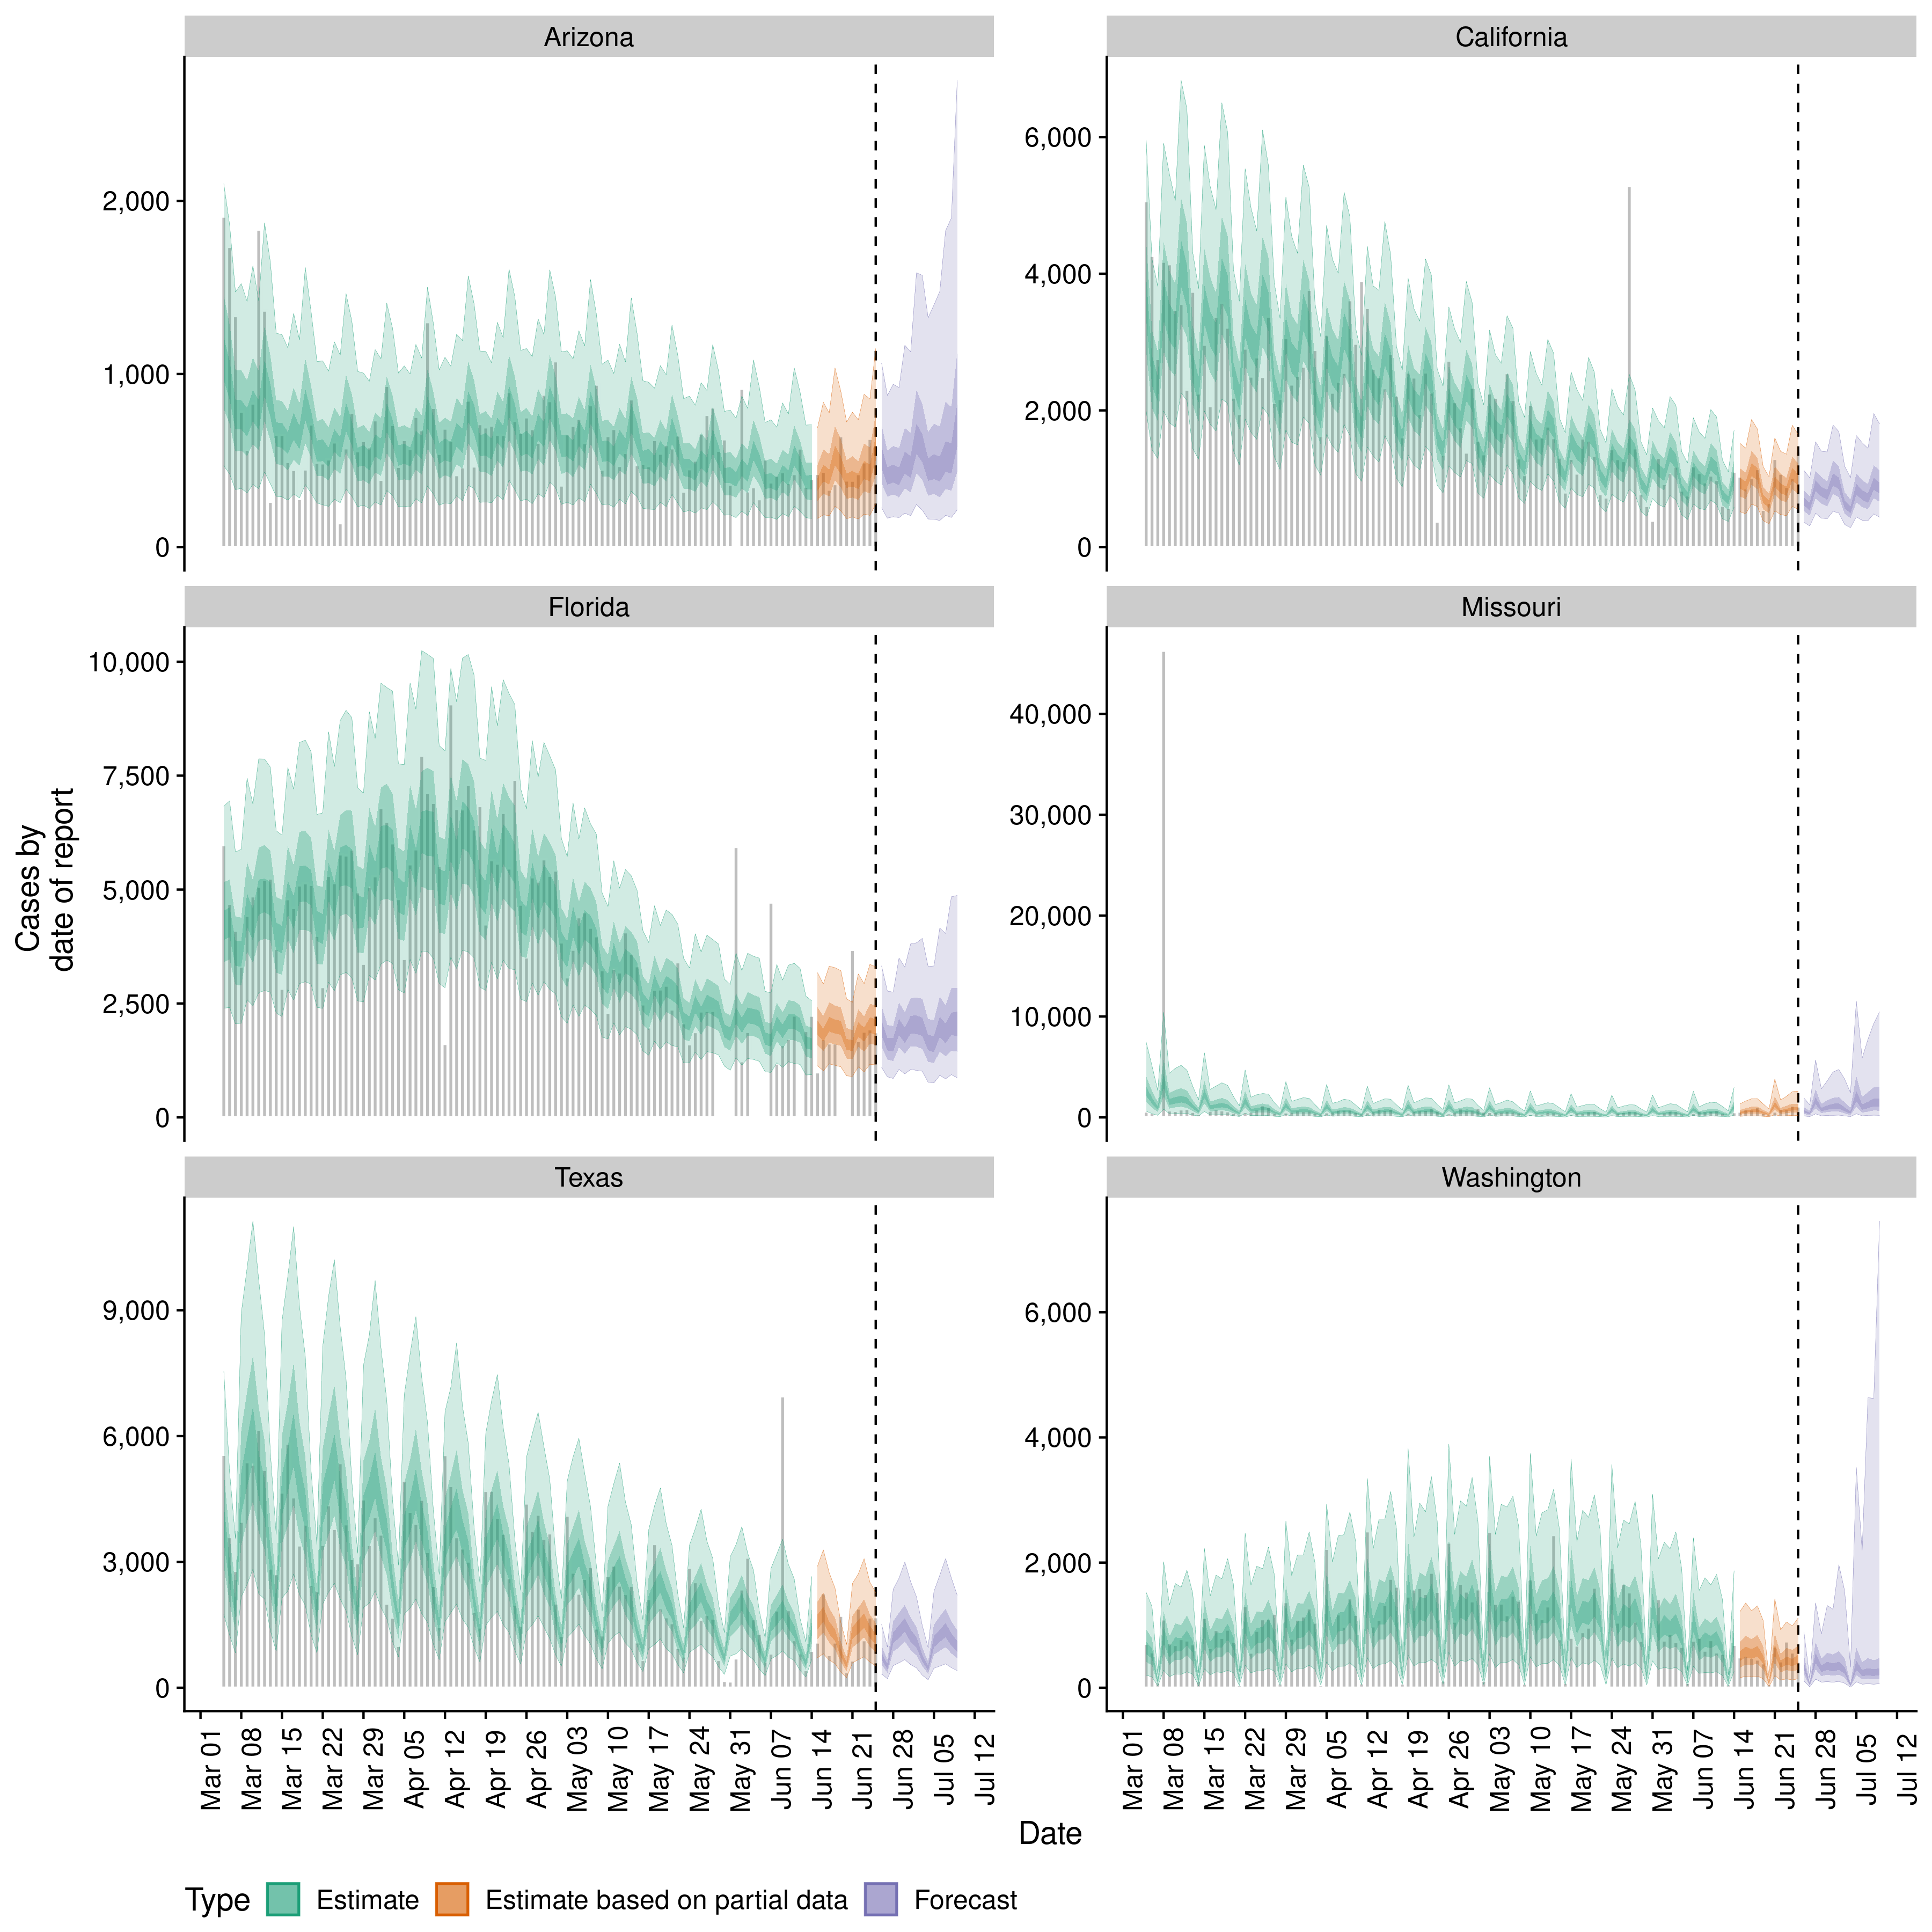 Arizona
California
2,000
1,000
0
6,000
4,000
2,000
0
Florida
Missouri
10,000
7,500
5,000
2,500
0
40,000
30,000
20,000
10,000
0
Cases by
date of report
Texas
Washington
9,000
6,000
3,000
0
6,000
4,000
2,000
0
Mar 01
Mar 08
Mar 15
Mar 22
Mar 29
Apr 05
Apr 12
Apr 19
Apr 26
May 03
May 10
May 17
May 24
May 31
Jun 07
Jun 14
Jun 21
Jun 28
Jul 05
Jul 12
Mar 01
Mar 08
Mar 15
Mar 22
Mar 29
Apr 05
Apr 12
Apr 19
Apr 26
May 03
May 10
May 17
May 24
May 31
Jun 07
Jun 14
Jun 21
Jun 28
Jul 05
Jul 12
Date
Type Estimate Estimate based on partial data Forecast